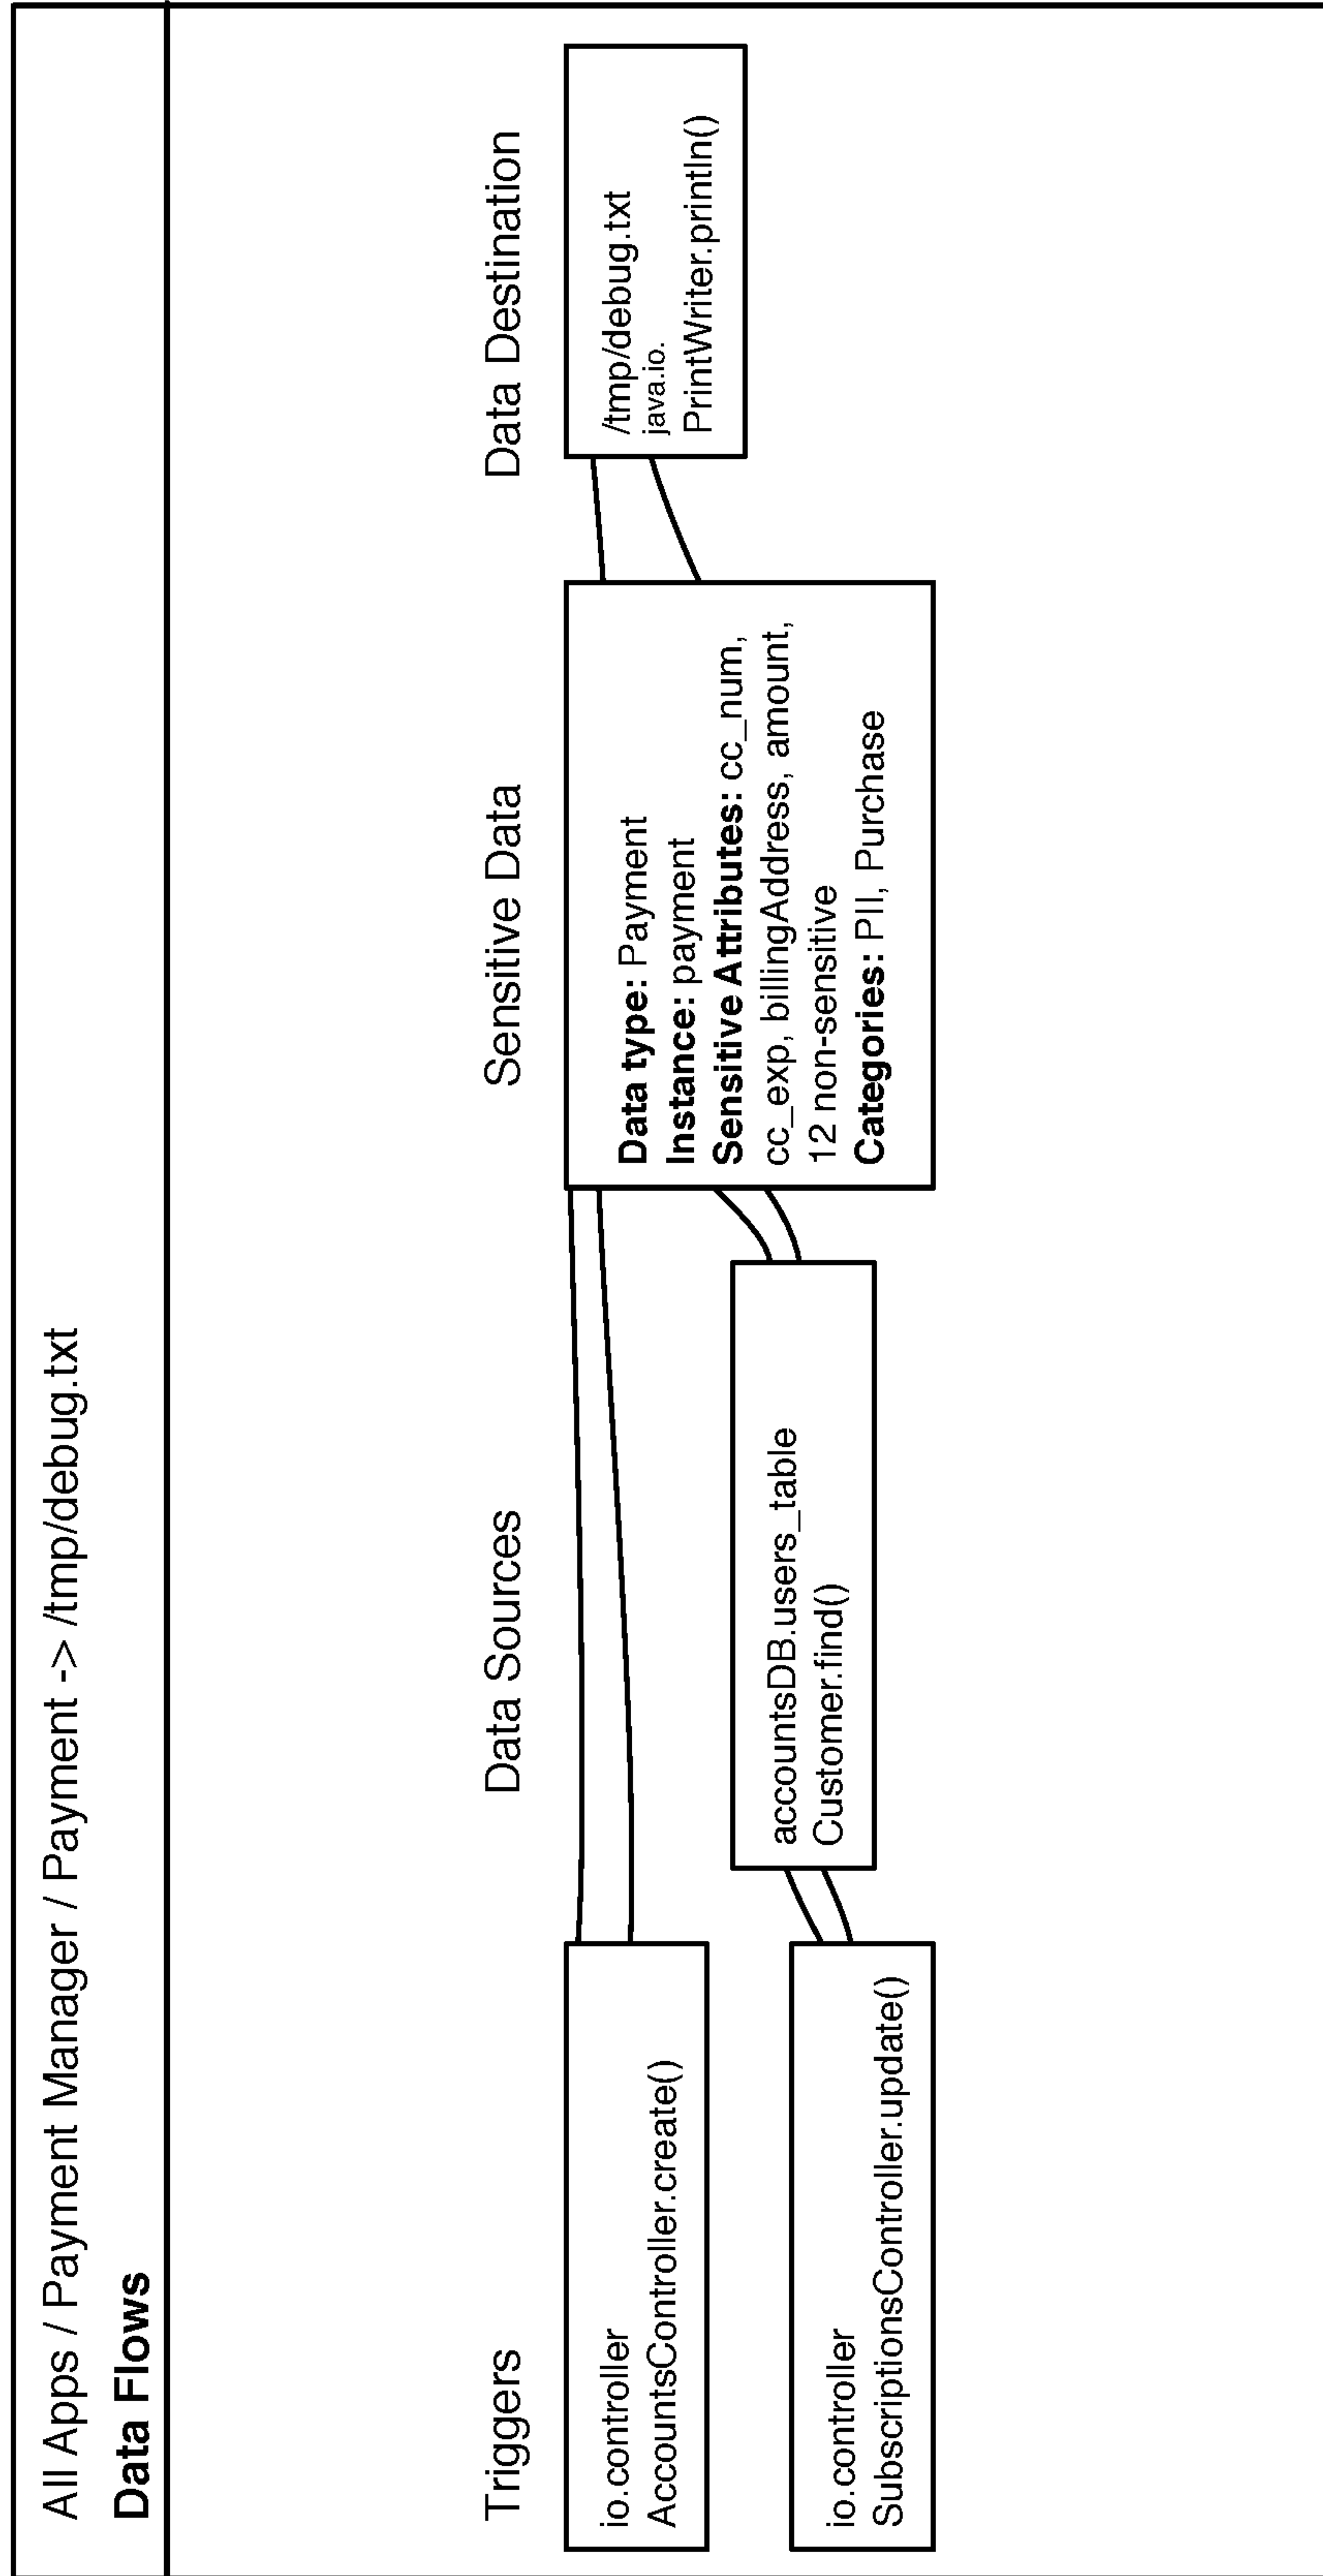 All Apps / Payment Manager / Payment -> /tmp/debug.txt
Data Flows
Triggers
Data Sources
Sensitive Data
Data Destination
io.controller
AccountsController.create()
io.controller
SubscriptionsController.update()
accountsDB.users_table
Customer.find()
Data type: Payment
Instance: payment
Sensitive Attributes: cc_num,
cc_exp, billingAddress, amount,
12 non-sensitive
Categories: PII, Purchase
/tmp/debug.txt
java.io.
PrintWriter.println()